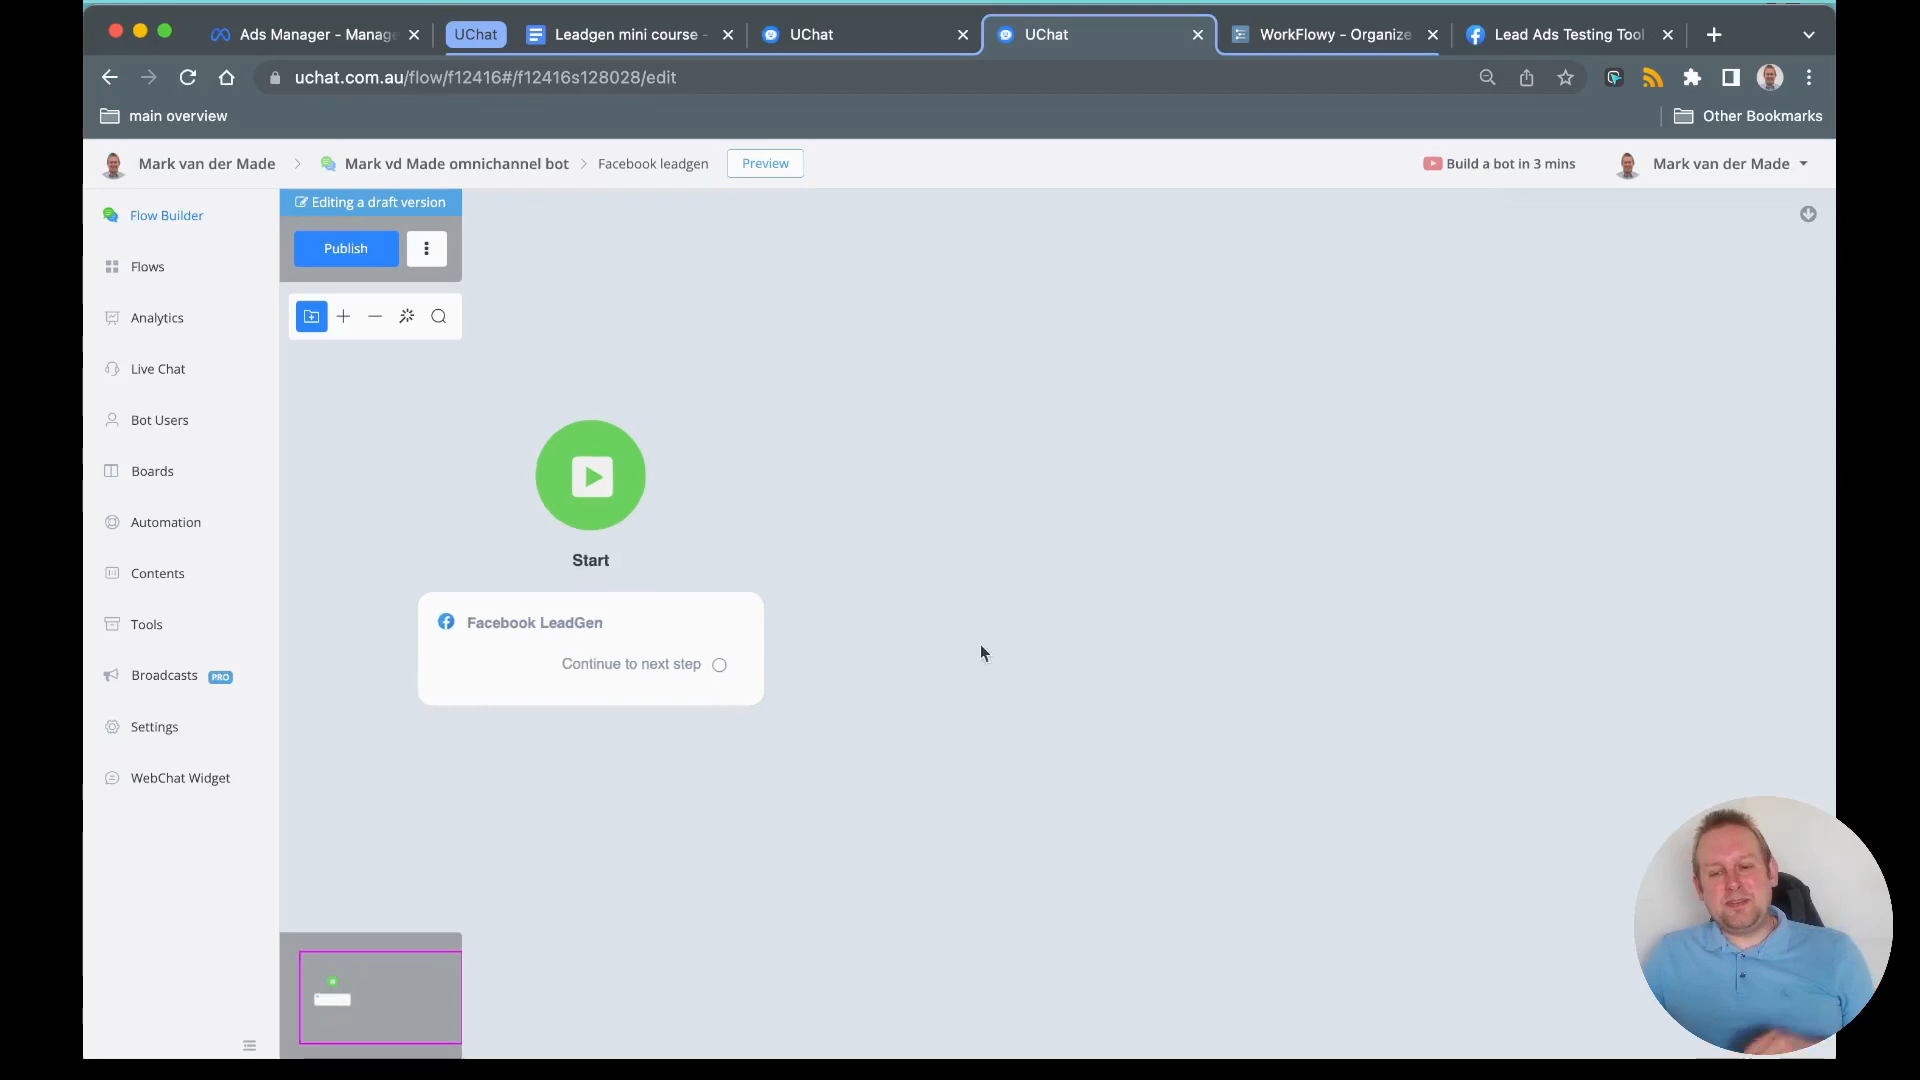 Ads Manager - Manage
UChat
Leadgen mini course -
UChat
UChat
WorkFlowy - Organize
Lead Ads Testing Tool
uchat.com.au/flow/f12416#/f12416s128028/edit
main overview
Other Bookmarks
Mark van der Made
Mark vd Made omnichannel bot
Facebook leadgen
Preview
Build a bot in 3 mins
Mark van der Made
Flow Builder
Flows
Analytics
Live Chat
Bot Users
Boards
Automation
Contents
Tools
Broadcasts PRO
Settings
WebChat Widget
Editing a draft version
Publish
Start
Facebook LeadGen
Continue to next step